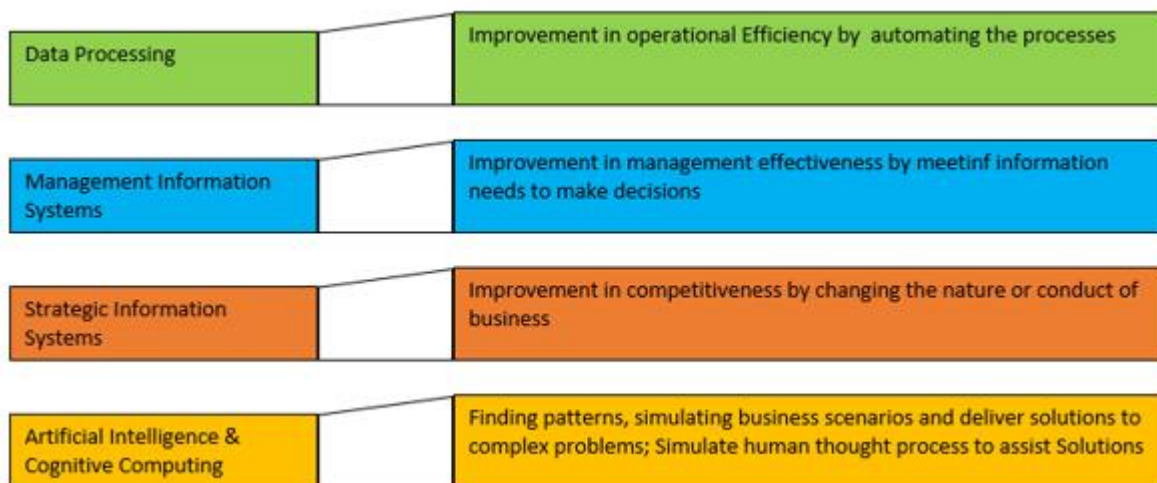 Data Processing
Improvement in operational Efficiency by automating the processes
Management Information
Systems
Improvement in management effectiveness by meetinf information
needs to make decisions
Strategic Information
Systems
Improvement in competitiveness by changing the nature or conduct of
business
Artificial Intelligence &
Cognitive Computing
Finding patterns, simulating business scenarios and deliver solutions to
complex problems; Simulate human thought process to assist Solutions